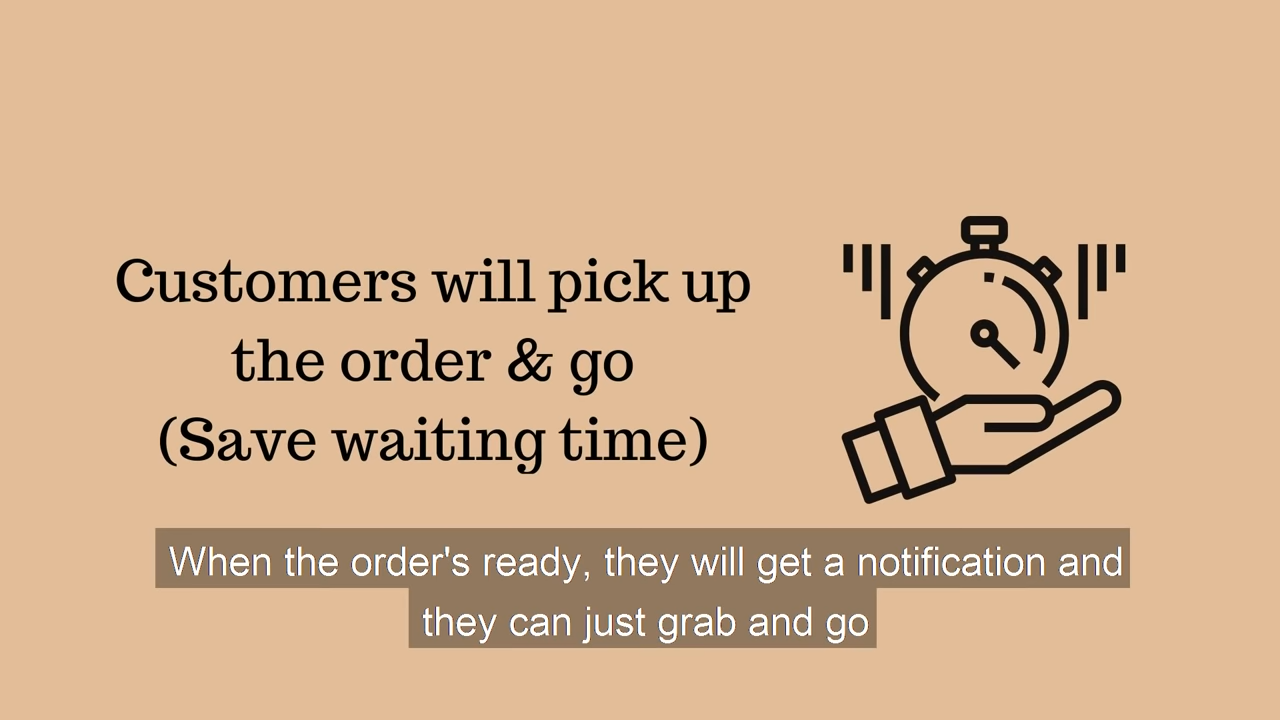 Customers will pick up
the order & go
(Save waiting time)
When the order's ready, they will get a notification and
they can just grab and go